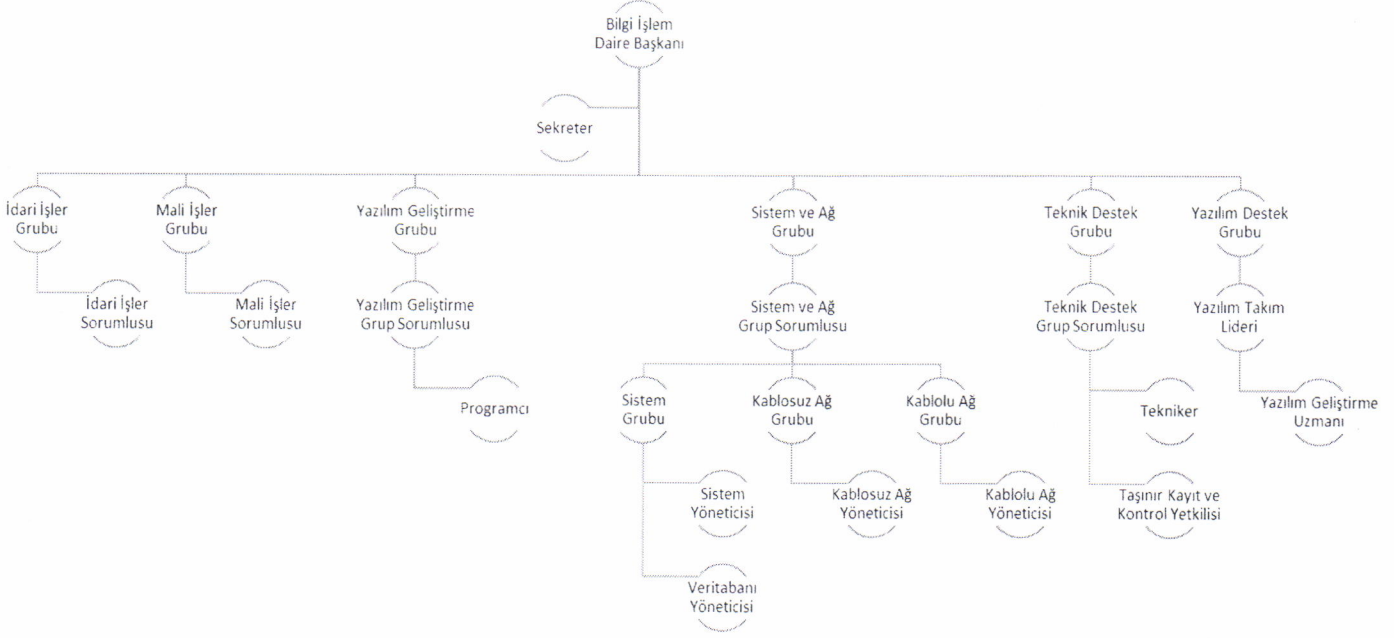 Bilgi İşlem
Daire Başkanı
Sekreter
İdari İşler
Grubu
Mali İşler
Grubu
Yazılım Geliştirme
Grubu
Sistem ve Ağ
Grubu
Teknik Destek
Grubu
Yazılım Destek
Grubu
İdari İşler
Sorumlusu
Mali İşler
Sorumlusu
Yazılım Geliştirme
Grup Sorumlusu
Sistem ve Ağ
Grup Sorumlusu
Teknik Destek
Grup Sorumlusu
Yazılım Takım
Lideri
Programcı
Sistem
Grubu
Kablosuz Ağ
Grubu
Kablolu Ağ
Grubu
Tekniker
Yazılım Geliştirme
Uzmanı
Sistem
Yöneticisi
Kablosuz Ağ
Yöneticisi
Kablolu Ağ
Yöneticisi
Taşınır Kayıt ve
Kontrol Yetkilisi
Veritabanı
Yöneticisi